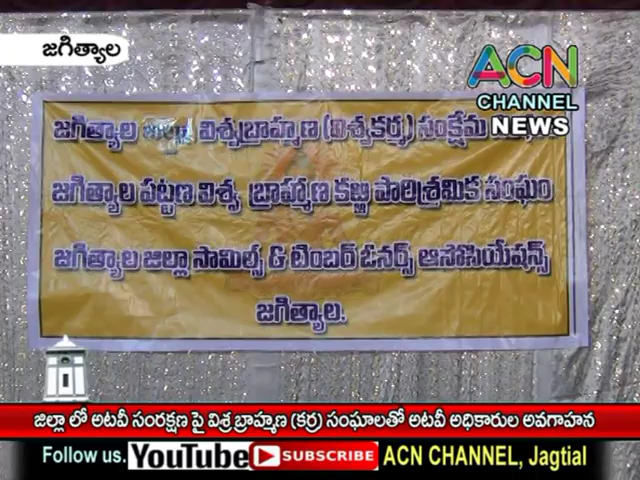 జగిత్యాల
ACN
CHANNEL
NEWS
జగిత్యాల జిల్లా విశ్వబ్రాహ్మణ (విశ్వకర్మ) సంక్షేమ
జగిత్యాల పట్టణ విశ్వ బ్రాహ్మణ కఱ్ఱ పారిశ్రామిక సంఘం
జగిత్యాల జిల్లా సామిల్స్ & టింబర్ ఓనర్స్ ఆసోసియేషన్స్
జగిత్యాల.
జిల్లా లో అటవీ సంరక్షణ పై విశ్వ బ్రాహ్మణ (కర్ర) సంఘాలతో అటవీ అధికారుల అవగాహన
Follow us. YouTube SUBSCRIBE ACN CHANNEL, Jagtial